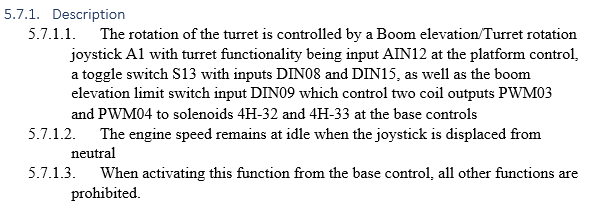 5.7.1. Description
5.7.1.1. The rotation of the turret is controlled by a Boom elevation/Turret rotation
joystick A1 with turret functionality being input AIN12 at the platform control,
a toggle switch S13 with inputs DIN08 and DIN15, as well as the boom
elevation limit switch input DIN09 which control two coil outputs PWM03
and PWM04 to solenoids 4H-32 and 4H-33 at the base controls
5.7.1.2. The engine speed remains at idle when the joystick is displaced from
neutral
5.7.1.3. When activating this function from the base control, all other functions are
prohibited.